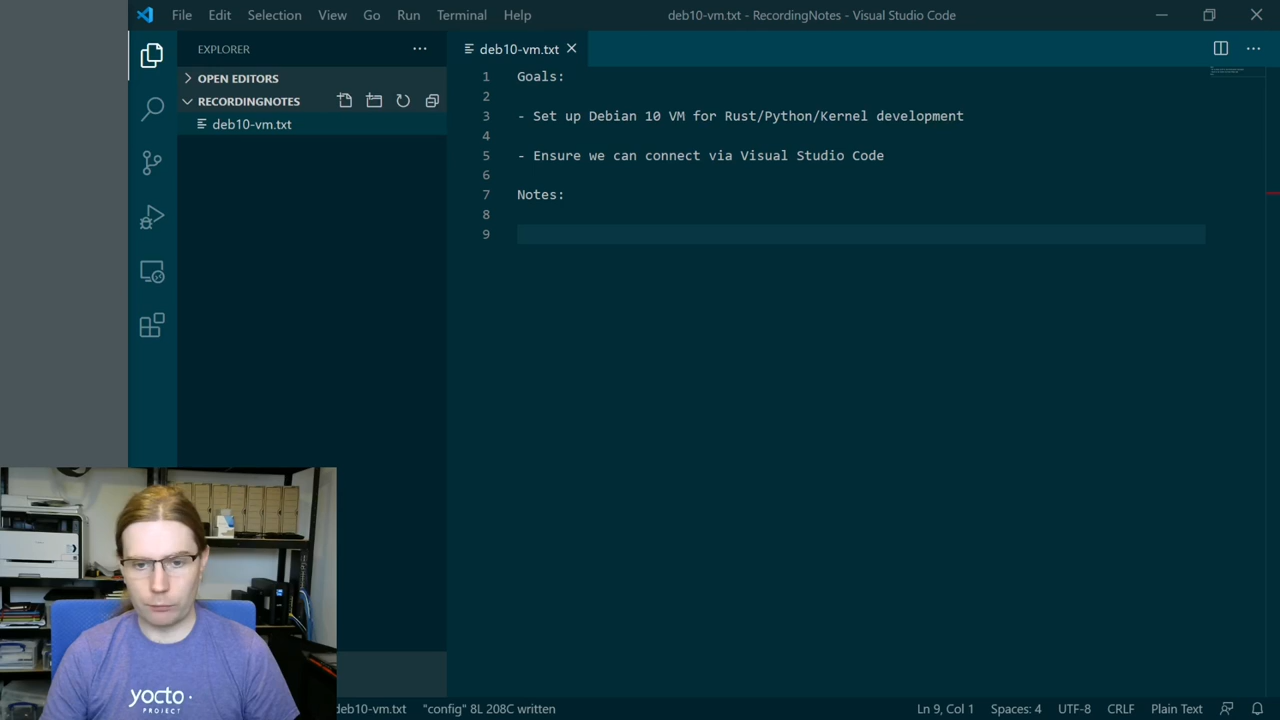 File Edit Selection View Go Run Terminal Help deb10-vm.txt - RecordingNotes - Visual Studio Code
EXPLORER
OPEN EDITORS
RECORDINGNOTES
deb10-vm.txt
deb10-vm.txt
1 Goals:
2
3 - Set up Debian 10 VM for Rust/Python/Kernel development
4
5 - Ensure we can connect via Visual Studio Code
6
7 Notes:
8
9
yocto
PROJECT
deb10-vm.txt "config" 8L 208C written Ln 9, Col 1 Spaces: 4 UTF-8 CRLF Plain Text